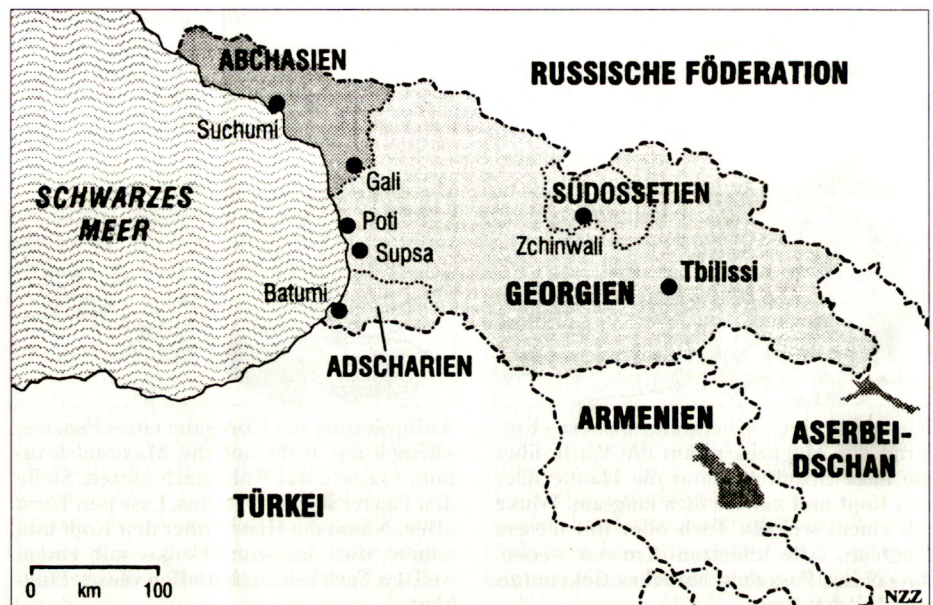 ABCHASIEN
RUSSISCHE FÖDERATION
Suchumi
Gali
SCHWARZES
MEER
SÜDOSSETIEN
Poti
Zchinwali
Supsa
Tbilissi
Batumi
GEORGIEN
ADSCHARIEN
ARMENIEN
ASERBEI-
DSCHAN
TÜRKEI
0 km 100
NZZ